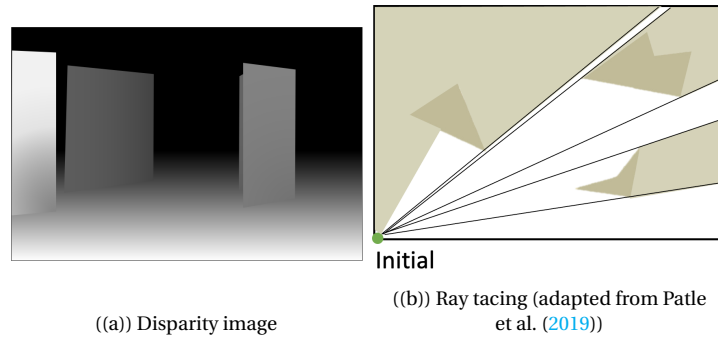 Initial
((a)) Disparity image
((b)) Ray tacing (adapted from Patle
et al. (2019))